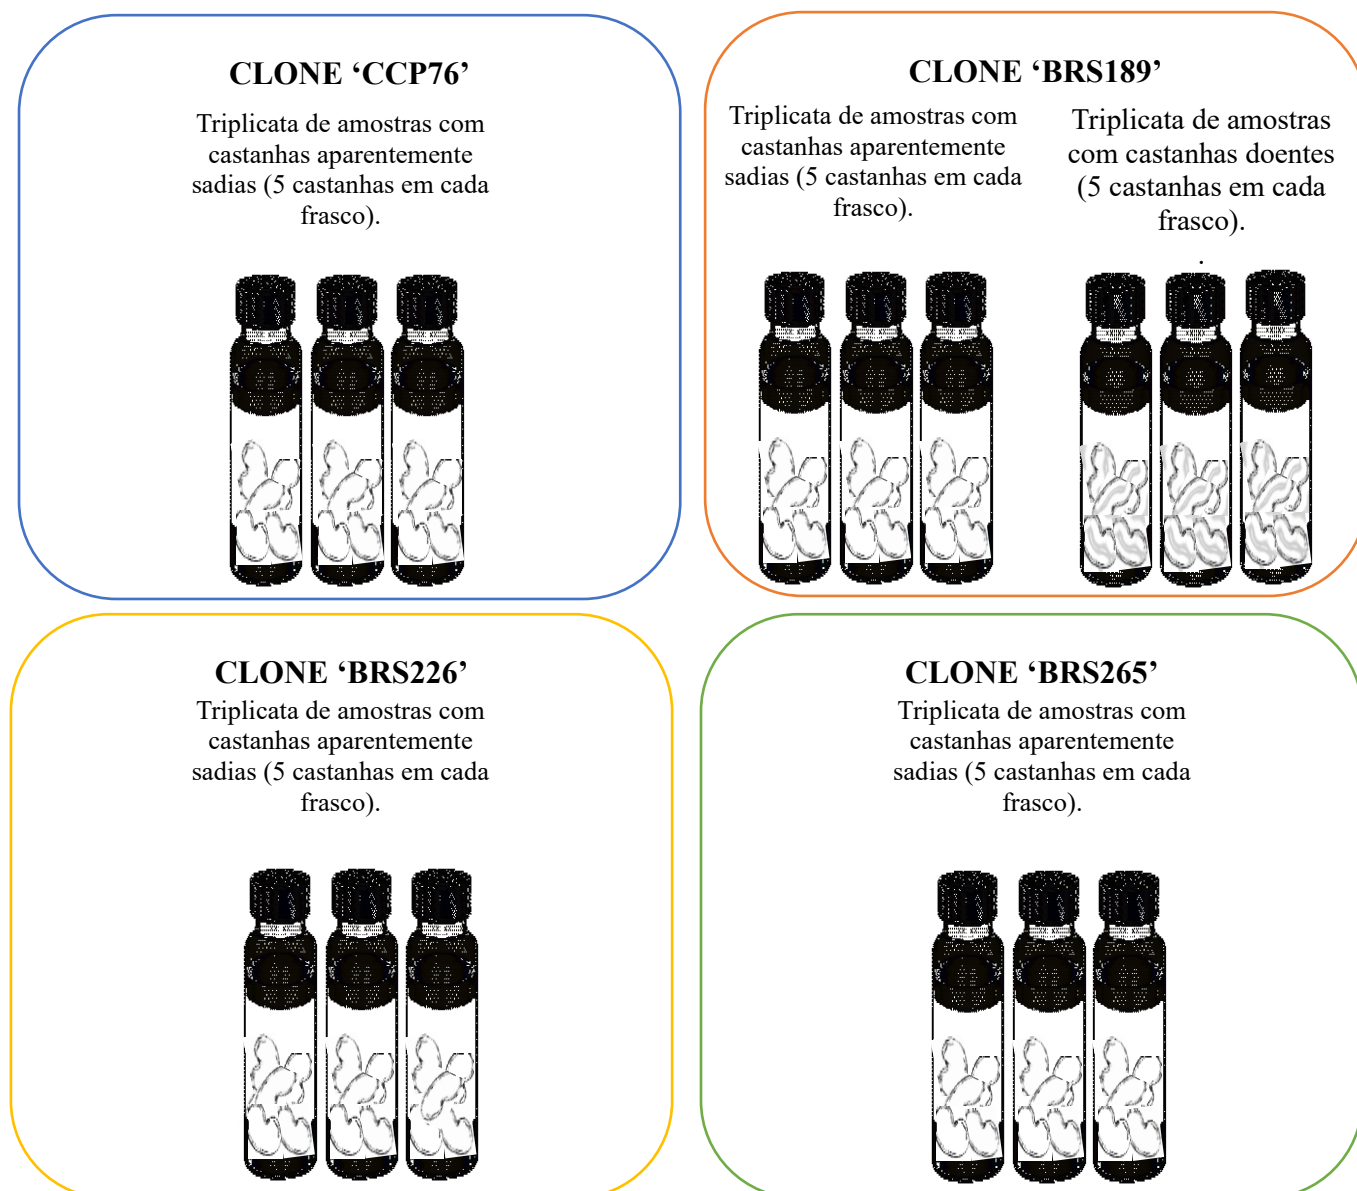 CLONE ‘CCP76’
Triplicata de amostras com
castanhas aparentemente
sadias (5 castanhas em cada
frasco).
CLONE ‘BRS189’
Triplicata de amostras com
castanhas aparentemente
sadias (5 castanhas em cada
frasco).
Triplicata de amostras
com castanhas doentes
(5 castanhas em cada
frasco).
.
CLONE ‘BRS226’
Triplicata de amostras com
castanhas aparentemente
sadias (5 castanhas em cada
frasco).
CLONE ‘BRS265’
Triplicata de amostras com
castanhas aparentemente
sadias (5 castanhas em cada
frasco).